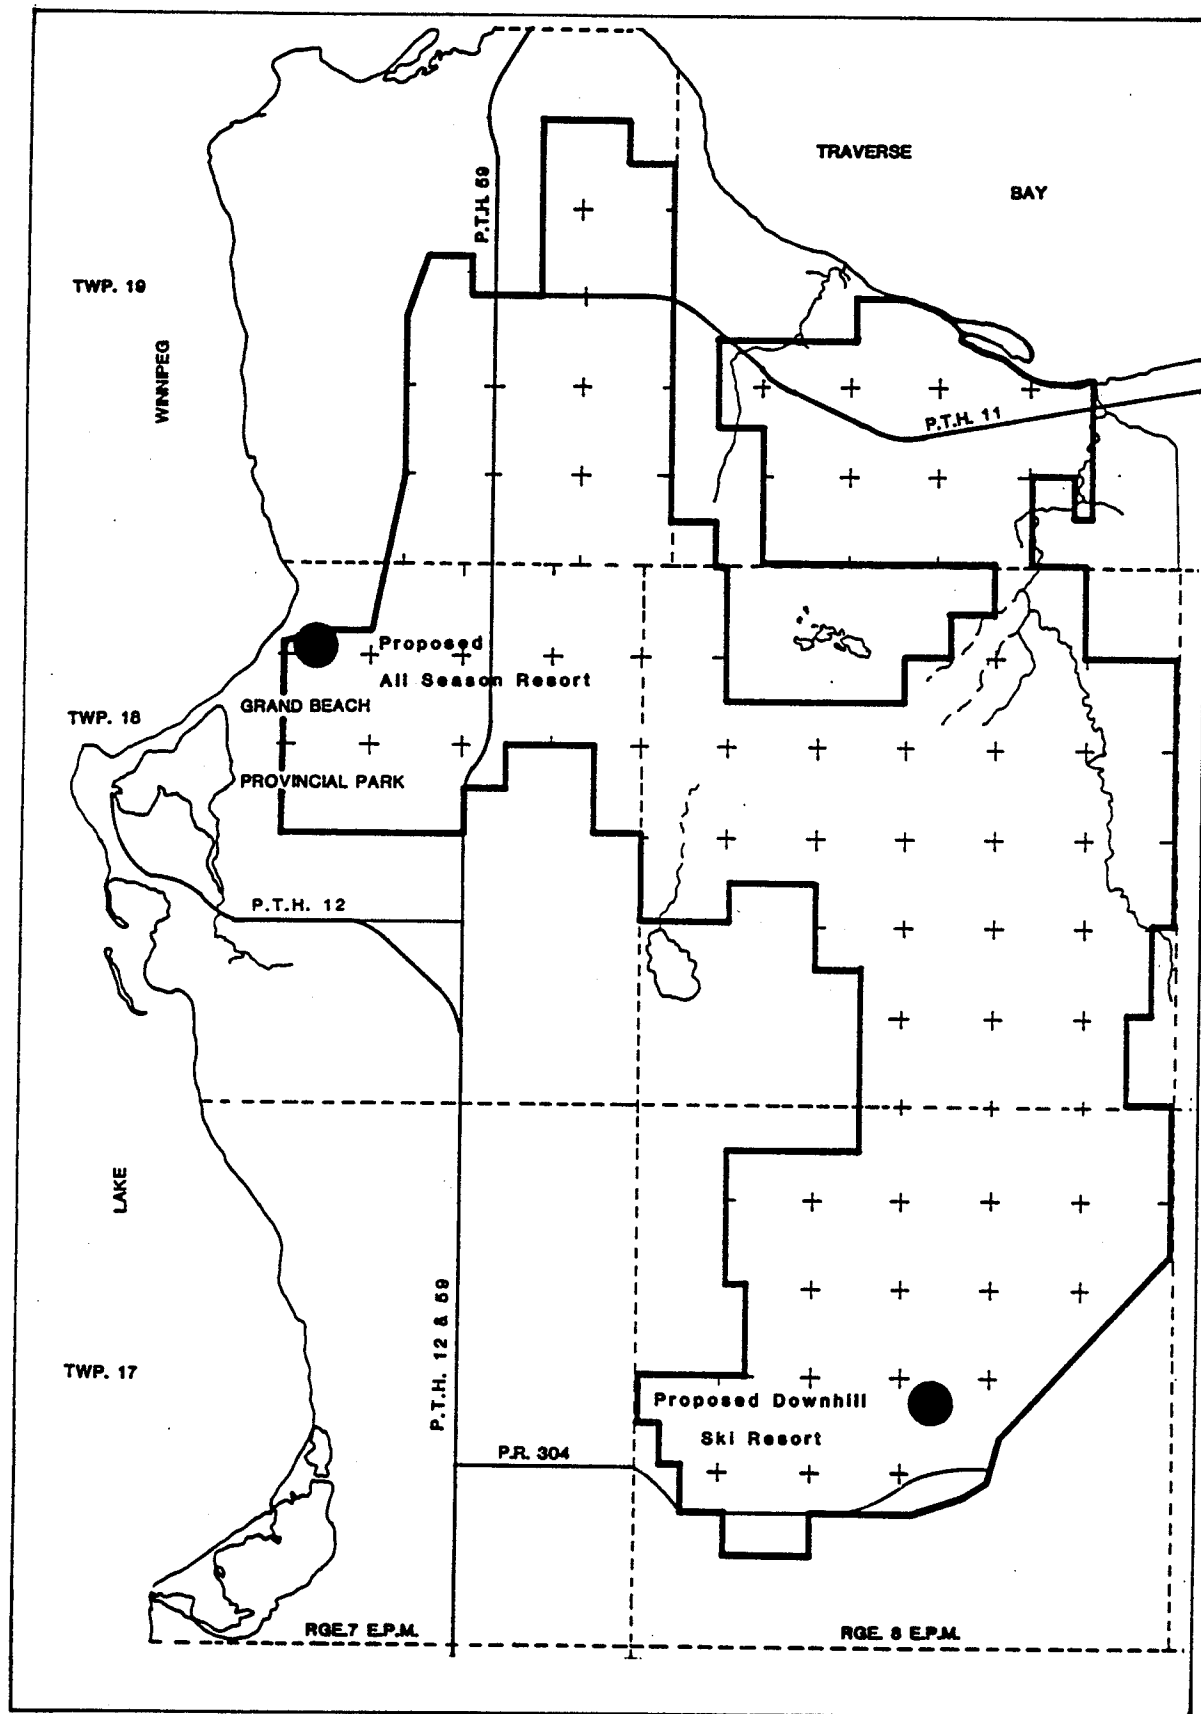 TRAVERSE
BAY
P.T.H. 59
TWP. 19
WINNIPEG
P.T.H. 11
Proposed
All Season Resort
GRAND BEACH
TWP. 18
PROVINCIAL PARK
P.T.H. 12
LAKE
P.T.H. 12 & 59
TWP. 17
Proposed Downhill
Ski Resort
P.R. 304
RGE.7 E.P.M.
RGE. 8 E.P.M.